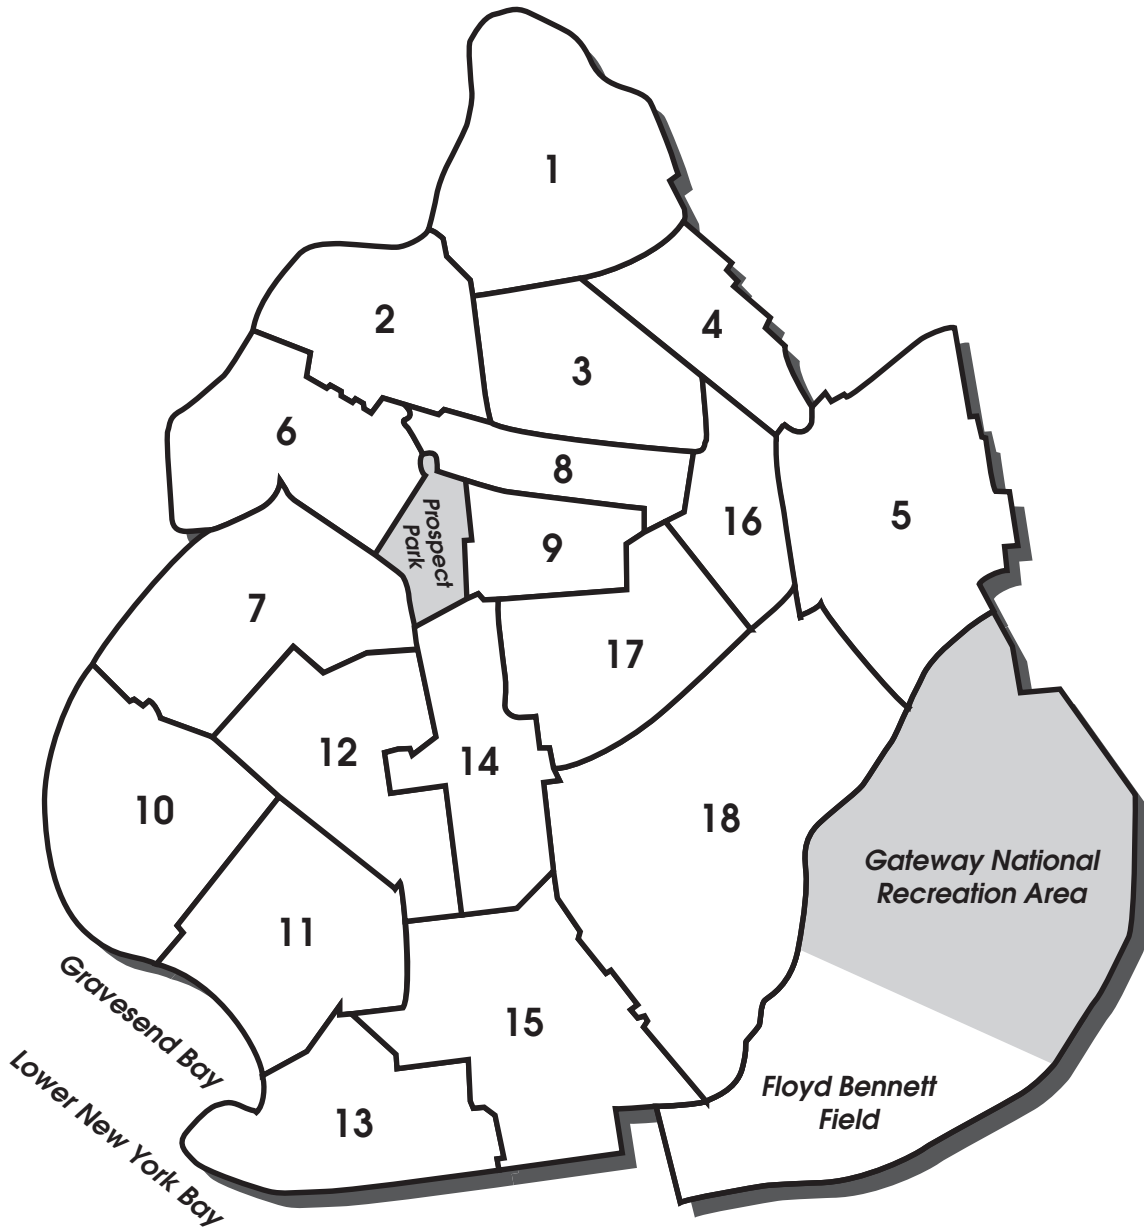 1
2
4
3
6
8
16
5
Prospect
Park
9
7
17
12
14
10
18
Gateway National
Recreation Area
11
Gravesend Bay
15
Lower New York Bay
Floyd Bennett
Field
13